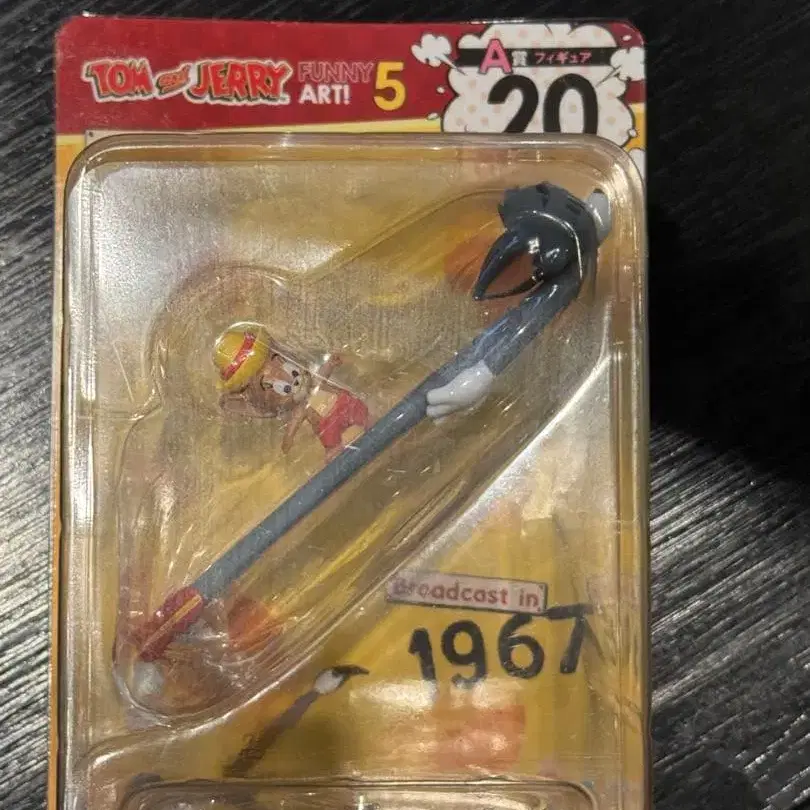 TOM and JERRY FUNNY ART! 5
A賞 フィギュア
20
Broadcast in
1967